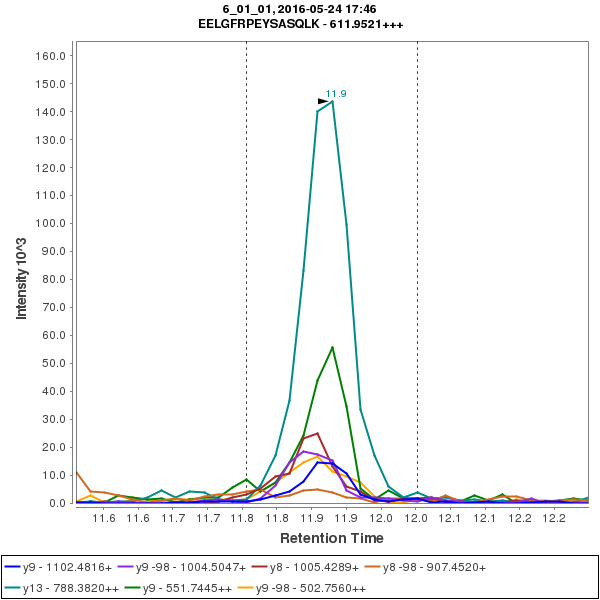 6_01_01, 2016-05-24 17:46
EELGFRPEYSASQLK - 611.9521+++
11.9
160.0
150.0
140.0
130.0
120.0
110.0
100.0
90.0
80.0
70.0
60.0
50.0
40.0
30.0
20.0
10.0
0.0
Intensity 10^3
11.6 11.6 11.7 11.7 11.8 11.8 11.9 11.9 12.0 12.0 12.1 12.1 12.2 12.2
Retention Time
y9 - 1102.4816+ y9 -98 - 1004.5047+ y8 - 1005.4289+ y8 -98 - 907.4520+
y13 - 788.3820++ y9 - 551.7445++ y9 -98 - 502.7560++